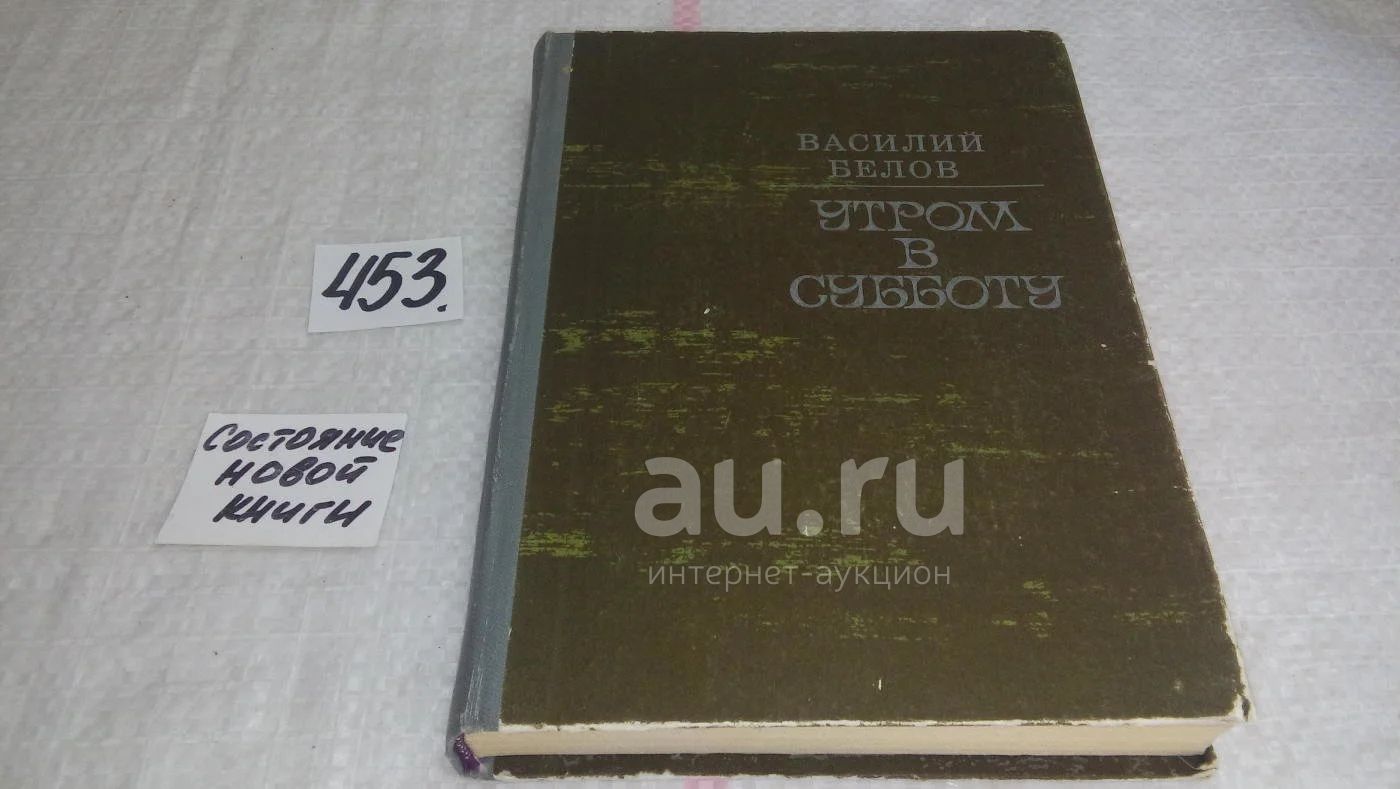 ВАСИЛИЙ
БЕЛОВ
УТРОМ
В
СУББОТУ
453.
Состояние
новой
книги
au.ru
интернет-аукцион